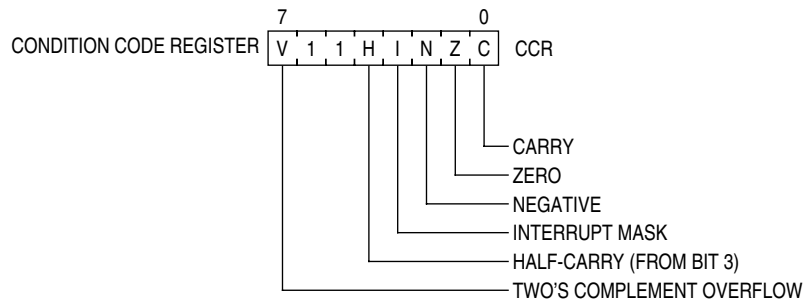 7 0
CONDITION CODE REGISTER V 1 1 H I N Z C CCR
CARRY
ZERO
NEGATIVE
INTERRUPT MASK
HALF-CARRY (FROM BIT 3)
TWO'S COMPLEMENT OVERFLOW